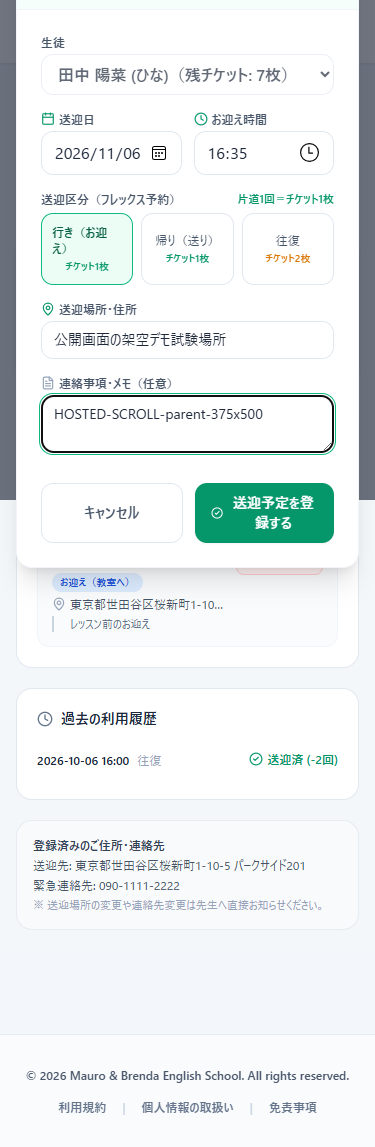 生徒
田中 陽菜 (ひな)（残チケット: 7枚）
送迎日
お迎え時間
2026/11/06
16:35
送迎区分（フレックス予約）
片道1回＝チケット1枚
行き（お迎
え）
チケット1枚
帰り（送り）
チケット1枚
往復
チケット2枚
送迎場所・住所
公開画面の架空デモ試験場所
連絡事項・メモ（任意）
HOSTED-SCROLL-parent-375x500
キャンセル
送迎予定を登
録する
お迎え（教室へ）
東京都世田谷区桜新町1-10...
レッスン前のお迎え
過去の利用履歴
2026-10-06 16:00 往復
送迎済 (-2回)
登録済みのご住所・連絡先
送迎先: 東京都世田谷区桜新町1-10-5 パークサイド201
緊急連絡先: 090-1111-2222
※ 送迎場所の変更や連絡先変更は先生へ直接お知らせください。
© 2026 Mauro & Brenda English School. All rights reserved.
利用規約 | 個人情報の取扱い | 免責事項